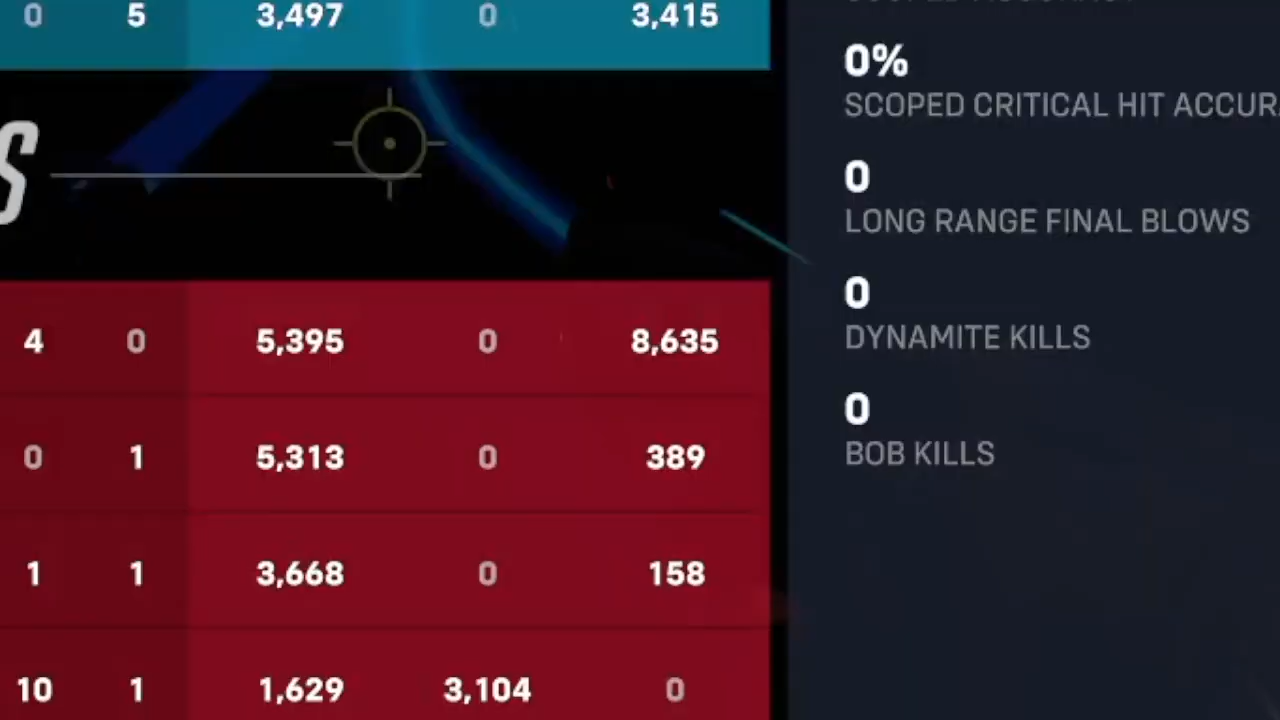 0 5 3,497 0 3,415
S
4 0 5,395 0 8,635
0 1 5,313 0 389
1 1 3,668 0 158
10 1 1,629 3,104 0
0%
SCOPED CRITICAL HIT ACCUR
0
LONG RANGE FINAL BLOWS
0
DYNAMITE KILLS
0
BOB KILLS